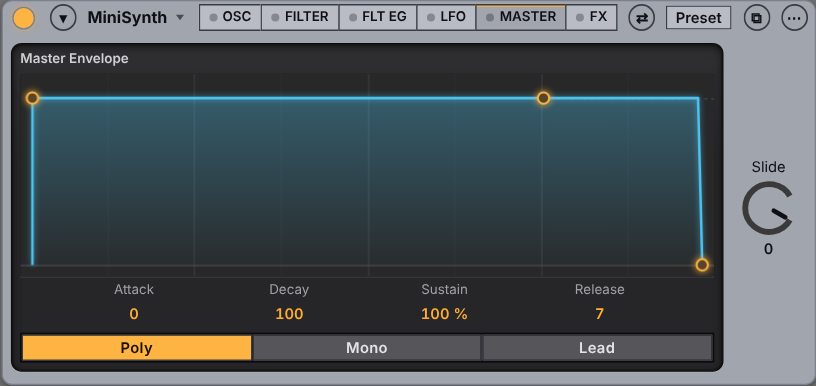 MiniSynth OSC FILTER FLT EG LFO MASTER FX Preset
Master Envelope
Attack Decay Sustain Release
0 100 100 % 7
Poly Mono Lead
Slide
0